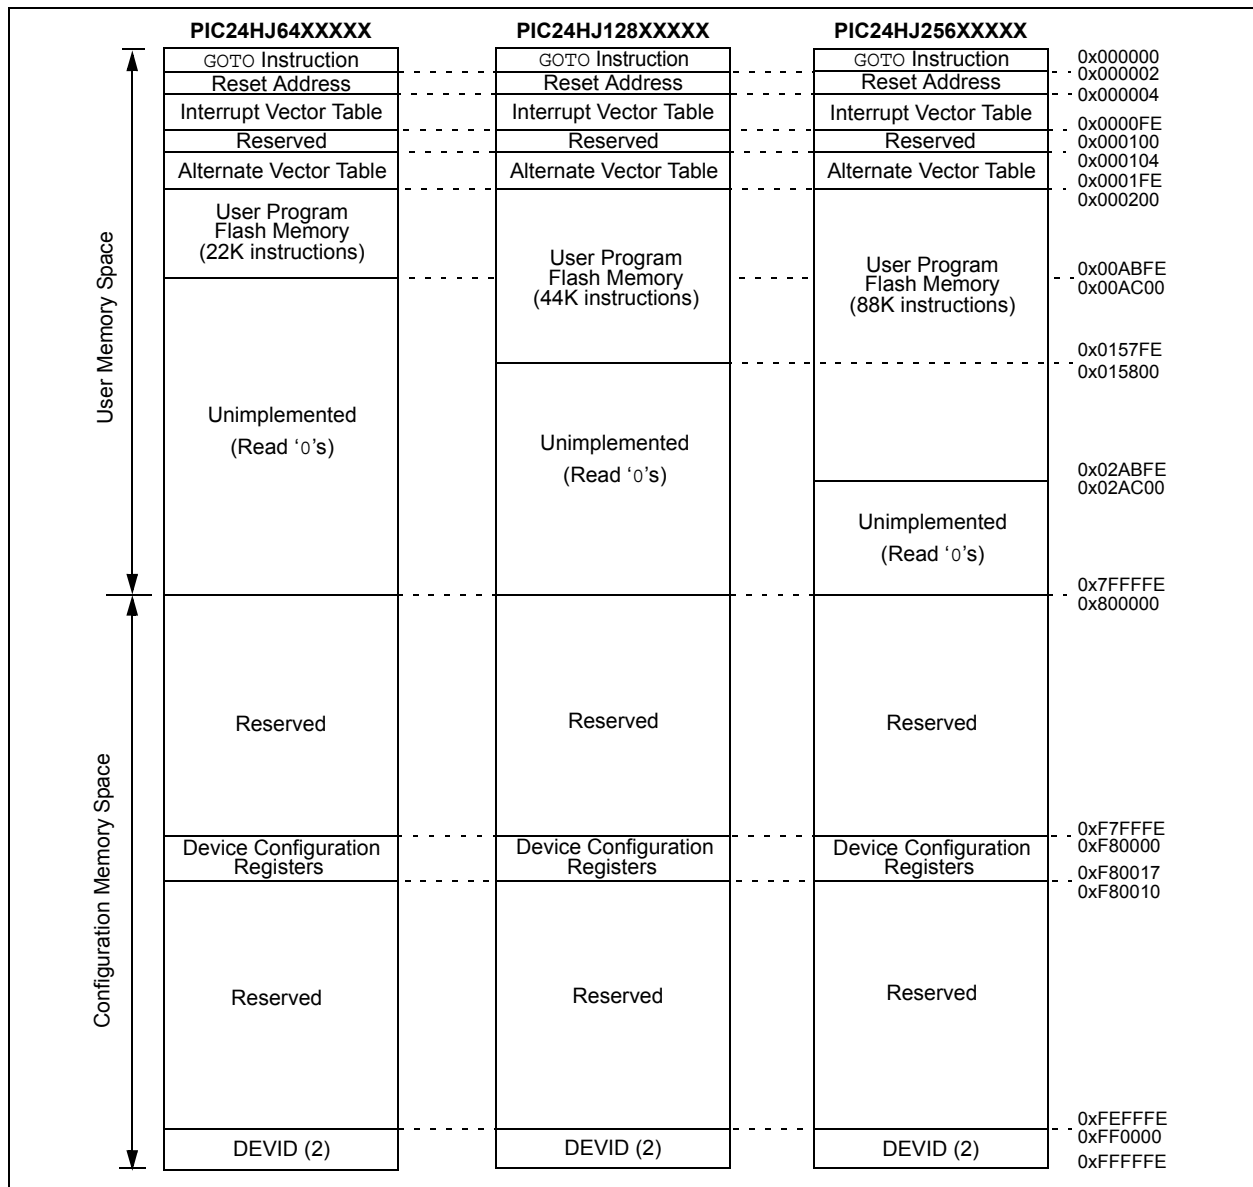 PIC24HJ64XXXXX
GOTO Instruction
Reset Address
Interrupt Vector Table
Reserved
Alternate Vector Table
User Program
Flash Memory
(22K instructions)
Unimplemented
(Read ‘0’s)
Reserved
Device Configuration
Registers
Reserved
DEVID (2)
PIC24HJ128XXXXX
GOTO Instruction
Reset Address
Interrupt Vector Table
Reserved
Alternate Vector Table
User Program
Flash Memory
(44K instructions)
Unimplemented
(Read ‘0’s)
Reserved
Device Configuration
Registers
Reserved
DEVID (2)
PIC24HJ256XXXXX
GOTO Instruction
Reset Address
Interrupt Vector Table
Reserved
Alternate Vector Table
User Program
Flash Memory
(88K instructions)
Unimplemented
(Read ‘0’s)
Reserved
Device Configuration
Registers
Reserved
DEVID (2)
0x000000
0x000002
0x000004
0x0000FE
0x000100
0x000104
0x0001FE
0x000200
0x00ABFE
0x00AC00
0x0157FE
0x015800
0x02ABFE
0x02AC00
0x7FFFFE
0x800000
0xF7FFFE
0xF80000
0xF80017
0xF80010
0xFEFFFE
0xFF0000
0xFFFFFE
User Memory Space
Configuration Memory Space